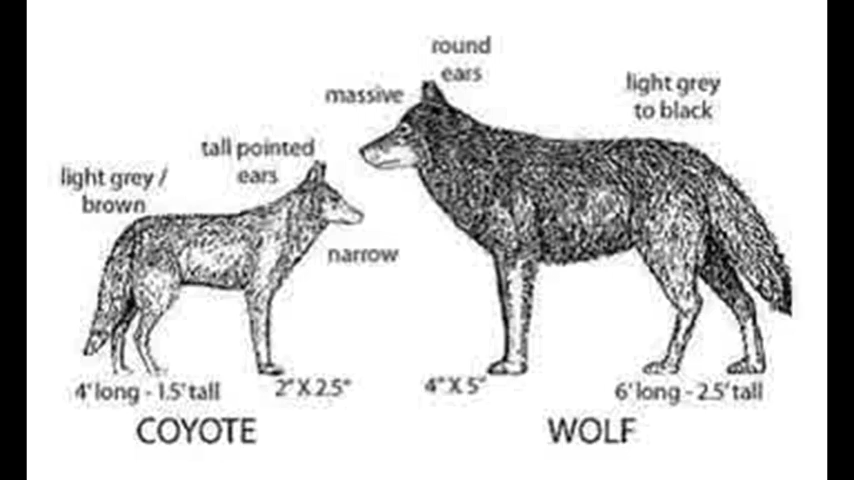 round
ears
massive
light grey
to black
tall pointed
ears
light grey /
brown
narrow
4' long - 1.5' tall
2" X 2.5"
4" X 5"
6' long - 2.5' tall
COYOTE
WOLF